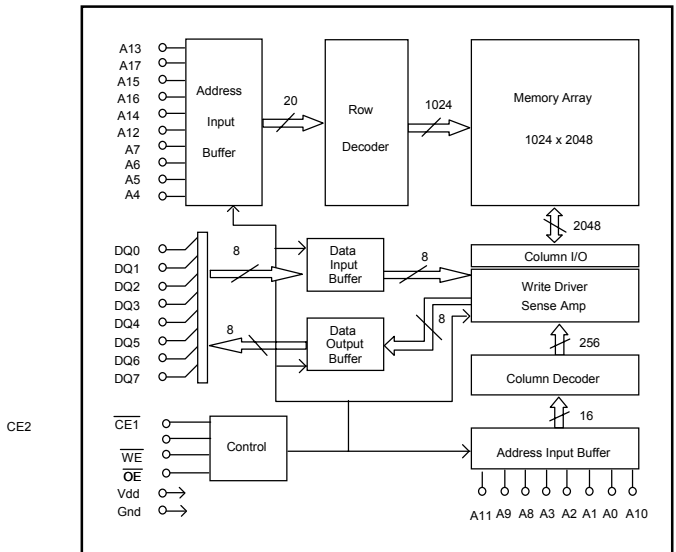 A13
A17
A15
A16
A14
A12
A7
A6
A5
A4
Address
Input
Buffer
20
Row
Decoder
1024
Memory Array
1024 x 2048
2048
DQ0
DQ1
DQ2
DQ3
DQ4
DQ5
DQ6
DQ7
8
Data
Input
Buffer
8
Column I/O
Write Driver
Sense Amp
8
Data
Output
Buffer
8
256
Column Decoder
16
Address Input Buffer
CE2
CE1
WE
OE
Vdd
Gnd
Control
A11 A9 A8 A3 A2 A1 A0 A10